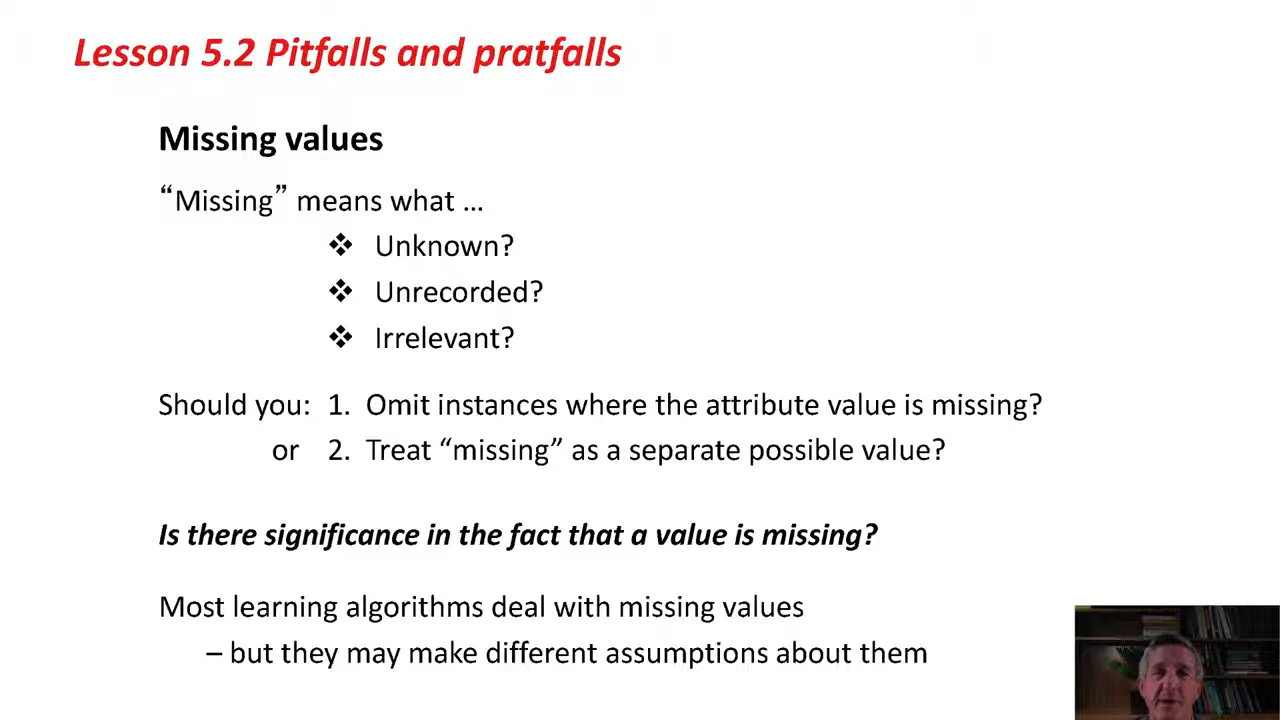 Lesson 5.2 Pitfalls and pratfalls
Missing values
“Missing” means what …
❖ Unknown?
❖ Unrecorded?
❖ Irrelevant?
Should you: 1. Omit instances where the attribute value is missing?
or 2. Treat “missing” as a separate possible value?
Is there significance in the fact that a value is missing?
Most learning algorithms deal with missing values
– but they may make different assumptions about them